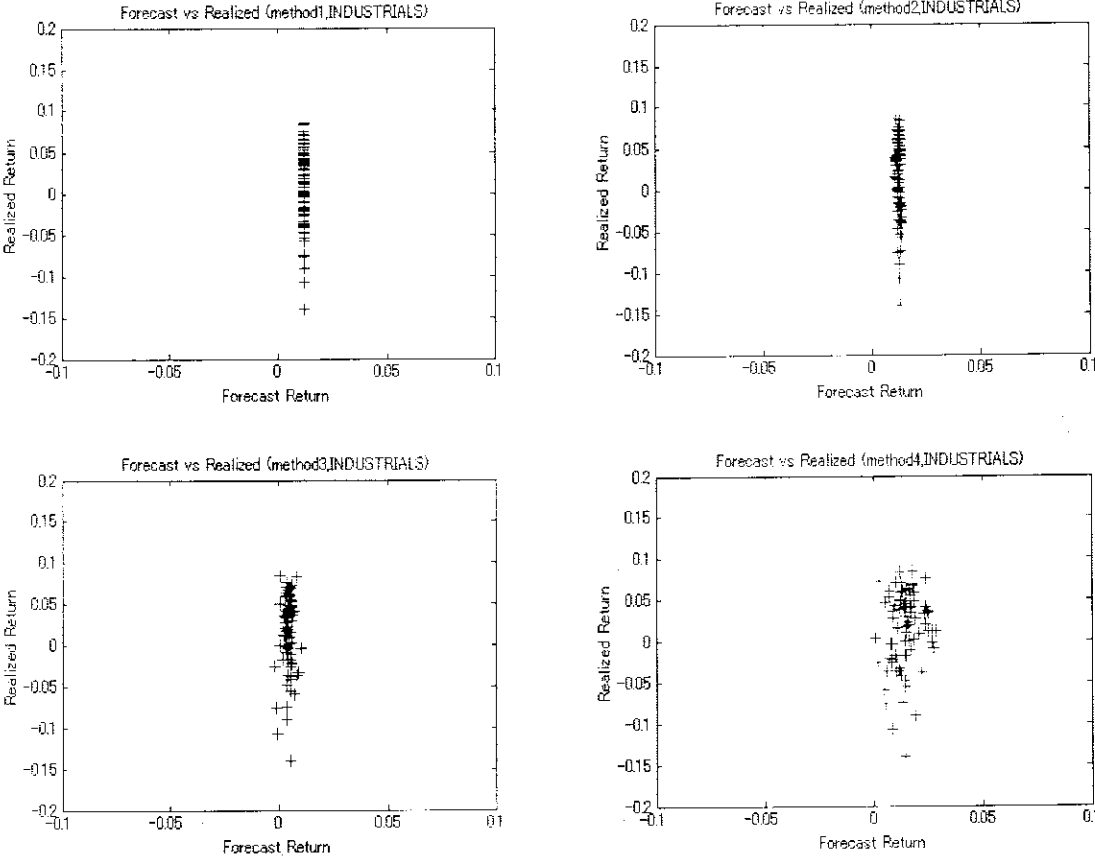 Forecast vs Realized (method1,INDUSTRIALS)
0.2
0.15
0.1
0.05
0
-0.05
-0.1
-0.15
-0.2
Realized Return
-0.1 -0.05 0 0.05 0.1
Forecast Return
Forecast vs Realized (method2,INDUSTRIALS)
0.2
0.15
0.1
0.05
0
-0.05
-0.1
-0.15
-0.2
Realized Return
-0.1 -0.05 0 0.05 0.1
Forecast Return
Forecast vs Realized (method3,INDUSTRIALS)
0.2
0.15
0.1
0.05
0
-0.05
-0.1
-0.15
-0.2
Realized Return
-0.1 -0.05 0 0.05 0.1
Forecast Return
Forecast vs Realized (method4,INDUSTRIALS)
0.2
0.15
0.1
0.05
0
-0.05
-0.1
-0.15
-0.2
Realized Return
-0.1 -0.05 0 0.05 0.1
Forecast Return